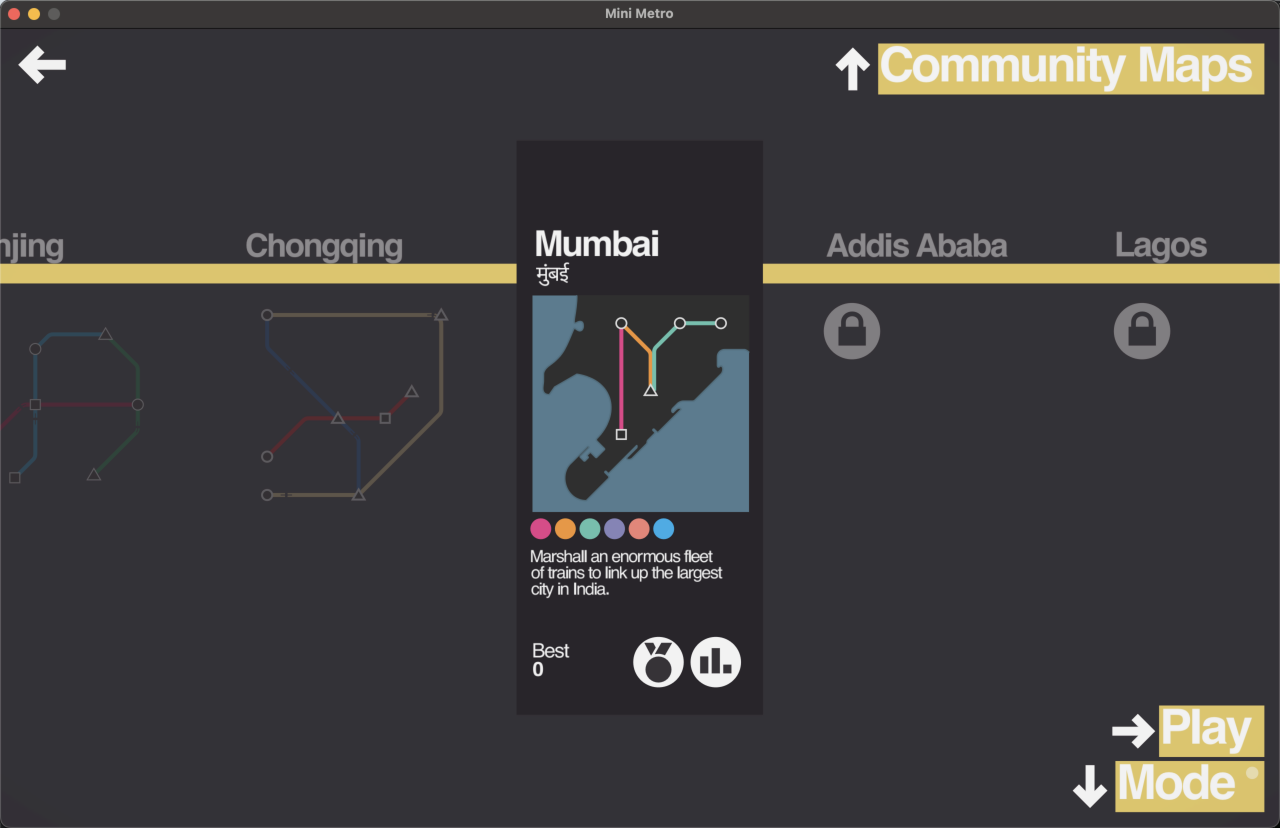 Mini Metro
Community Maps
njing
Chongqing
Mumbai
मुंबई
Addis Ababa
Lagos
Marshall an enormous fleet
of trains to link up the largest
city in India.
Best
0
Play
Mode